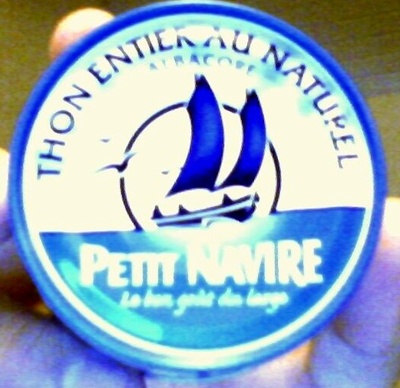 THON ENTIER AU NATUREL
ALBACORE
PETIT NAVIRE
Le bon goût du large